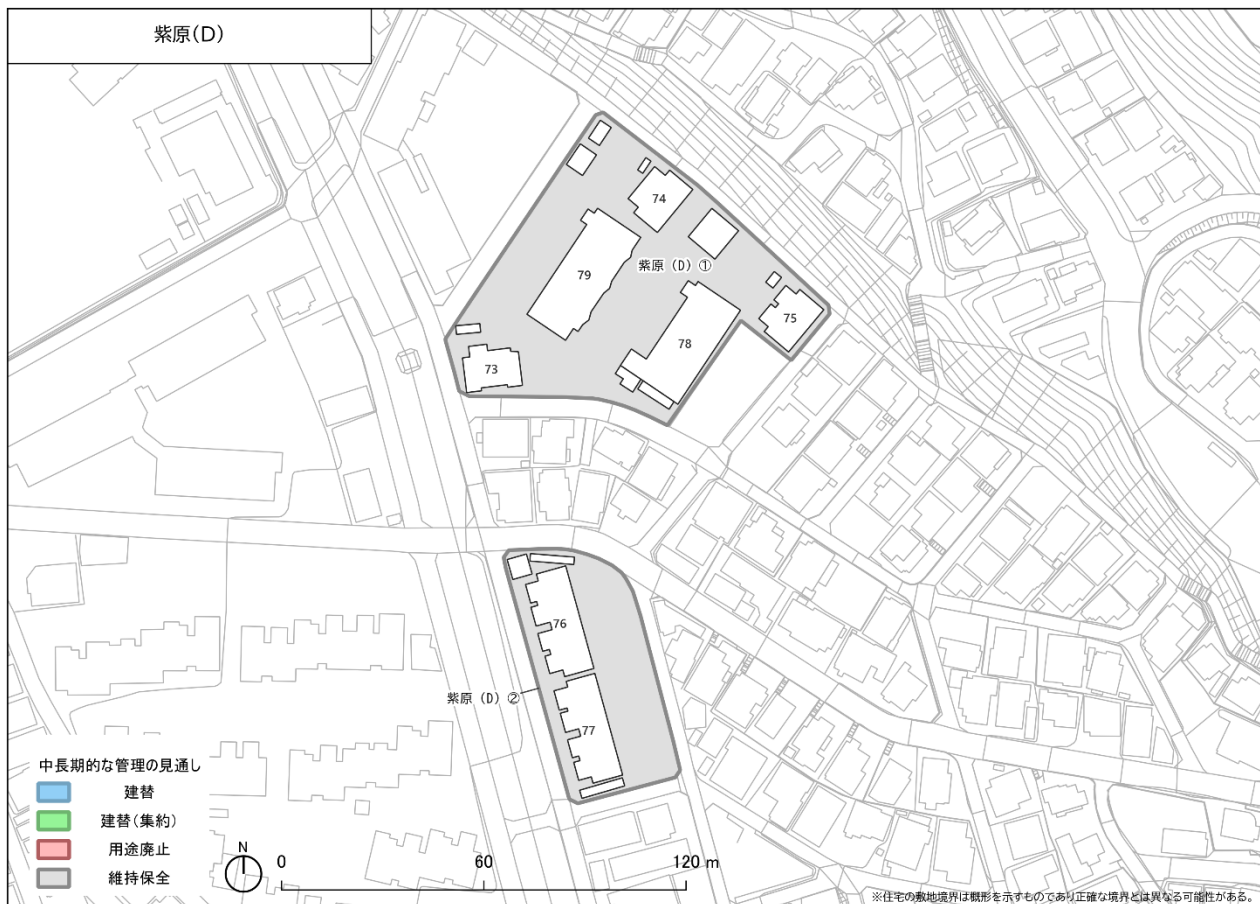 紫原(D)
74
79
紫原(D)①
75
78
73
76
紫原(D)②
77
中長期的な管理の見通し
建替
建替(集約)
用途廃止
維持保全
N
0 60 120 m
※住宅の敷地境界は概形を示すものであり正確な境界とは異なる可能性がある。